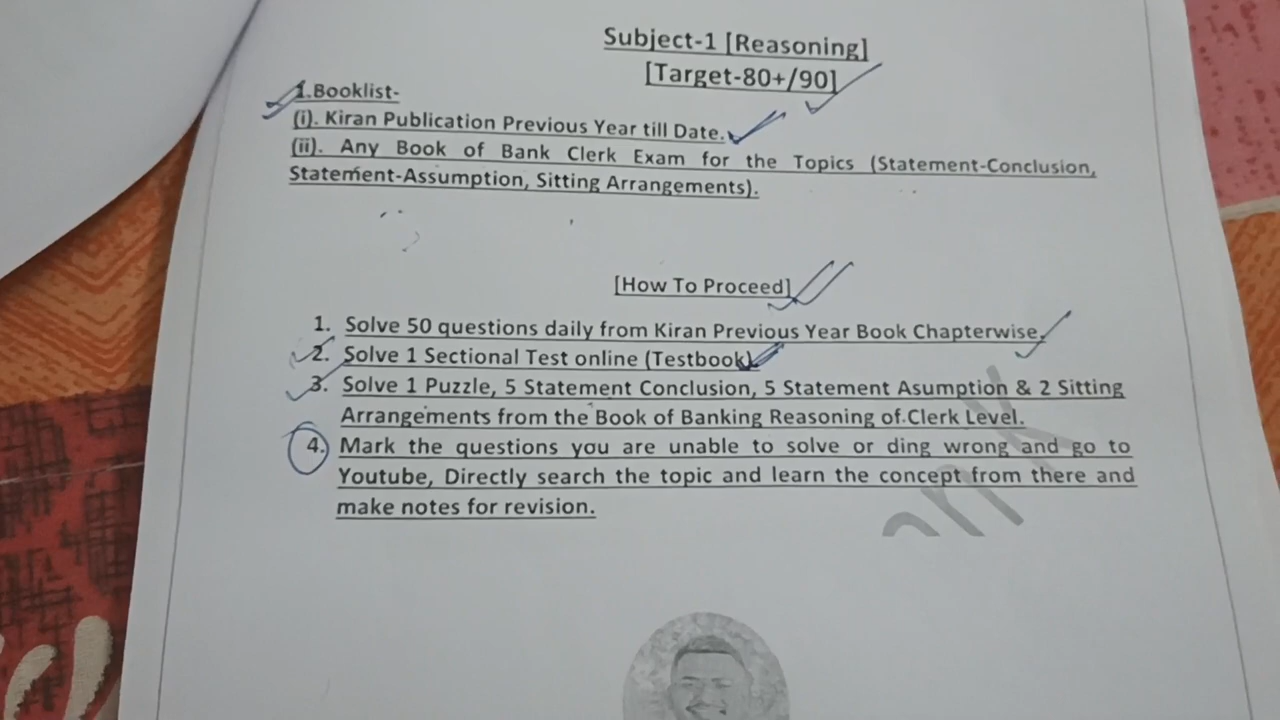 Subject-1 [Reasoning]
[Target-80+/90]
1.Booklist-
(i). Kiran Publication Previous Year till Date.
(ii). Any Book of Bank Clerk Exam for the Topics (Statement-Conclusion,
Statement-Assumption, Sitting Arrangements).
[How To Proceed]
1. Solve 50 questions daily from Kiran Previous Year Book Chapterwise.
2. Solve 1 Sectional Test online (Testbook).
3. Solve 1 Puzzle, 5 Statement Conclusion, 5 Statement Asumption & 2 Sitting
Arrangements from the Book of Banking Reasoning of Clerk Level.
4. Mark the questions you are unable to solve or ding wrong and go to
Youtube, Directly search the topic and learn the concept from there and
make notes for revision.